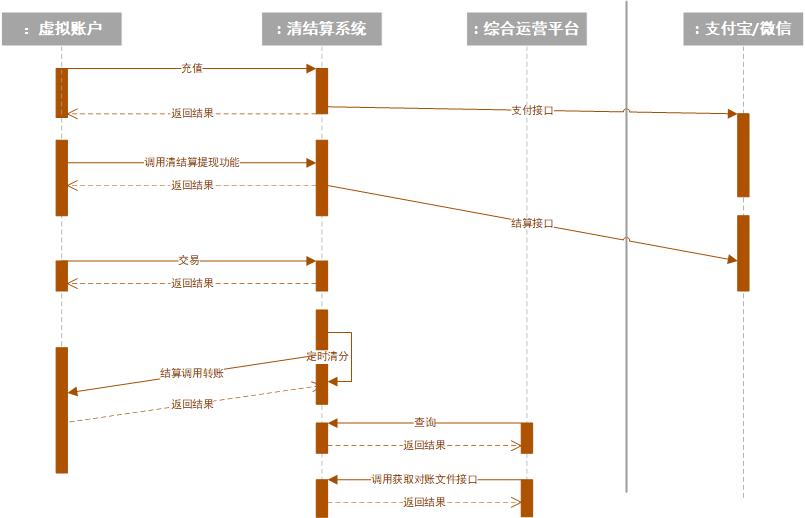 ：虚拟账户
：清结算系统
：综合运营平台
：支付宝/微信
充值
返回结果
支付接口
调用清结算提现功能
返回结果
结算接口
交易
返回结果
定时清分
结算调用转账
返回结果
查询
返回结果
调用获取对账文件接口
返回结果